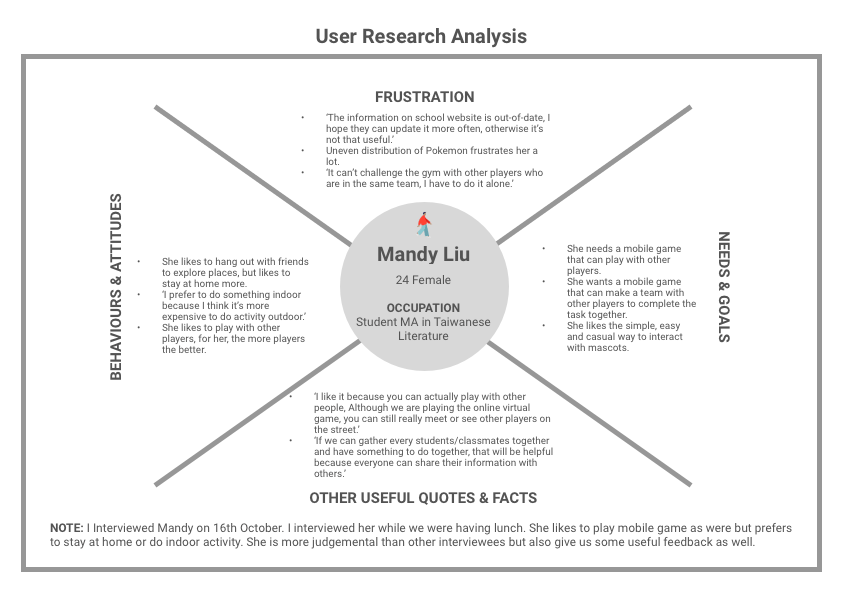 User Research Analysis
FRUSTRATION
• ‘The information on school website is out-of-date, I
hope they can update it more often, otherwise it’s
not that useful.’
• Uneven distribution of Pokemon frustrates her a
lot.
• ‘It can’t challenge the gym with other players who
are in the same team, I have to do it alone.’
BEHAVIOURS & ATTITUDES
• She likes to hang out with friends
to explore places, but likes to
stay at home more.
• ‘I prefer to do something indoor
because I think it’s more
expensive to do activity outdoor.’
• She likes to play with other
players, for her, the more players
the better.
Mandy Liu
24 Female
OCCUPATION
Student MA in Taiwanese
Literature
• She needs a mobile game
that can play with other
players.
• She wants a mobile game
that can make a team with
other players to complete the
task together.
• She likes the simple, easy
and casual way to interact
with mascots.
NEEDS & GOALS
• ‘I like it because you can actually play with other
people, Although we are playing the online virtual
game, you can still really meet or see other players on
the street.’
• ‘If we can gather every students/classmates together
and have something to do together, that will be helpful
because everyone can share their information with
others.’
OTHER USEFUL QUOTES & FACTS
NOTE: I Interviewed Mandy on 16th October. I interviewed her while we were having lunch. She likes to play mobile game as were but prefers
to stay at home or do indoor activity. She is more judgemental than other interviewees but also give us some useful feedback as well.